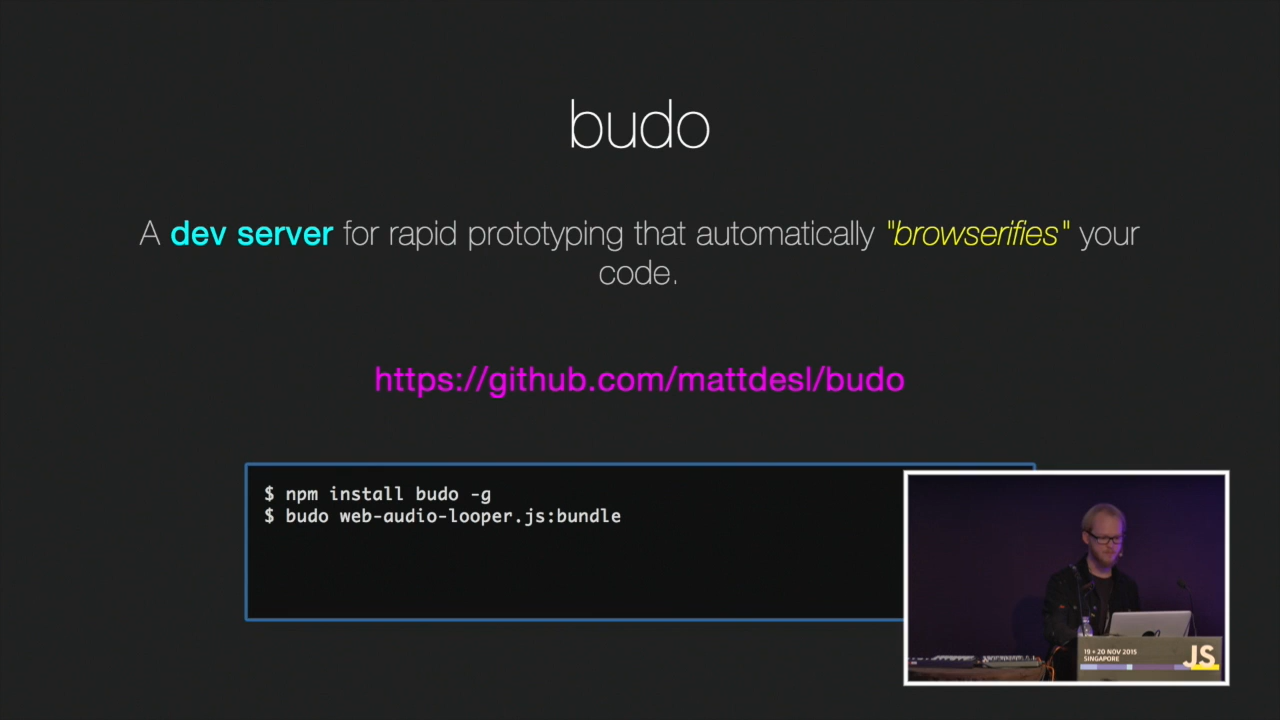 budo
A dev server for rapid prototyping that automatically "browserifies" your
code.
https://github.com/mattdesl/budo
$ npm install budo -g
$ budo web-audio-looper.js:bundle
19 + 20 NOV 2015
SINGAPORE
JS